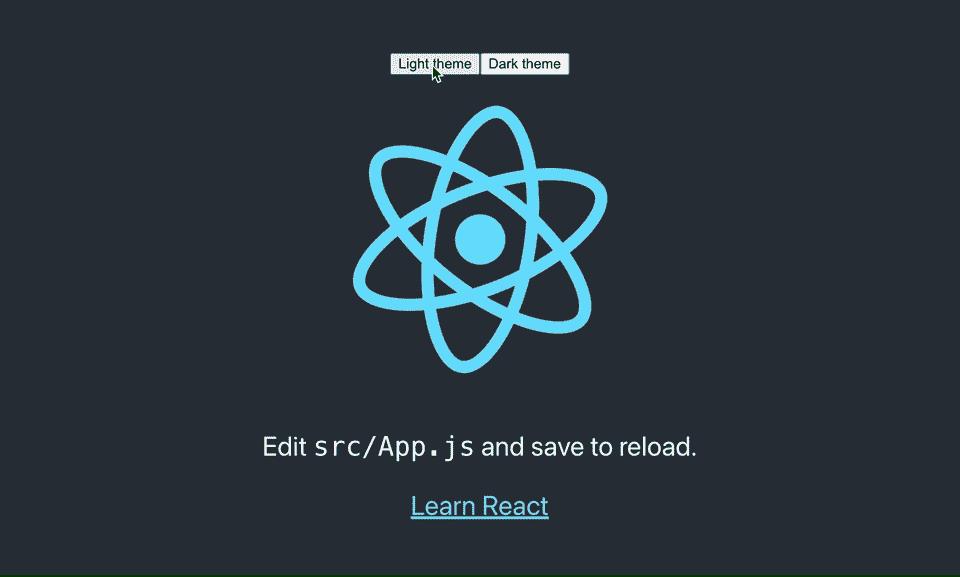 Light theme Dark theme
Edit src/App.js and save to reload.
Learn React